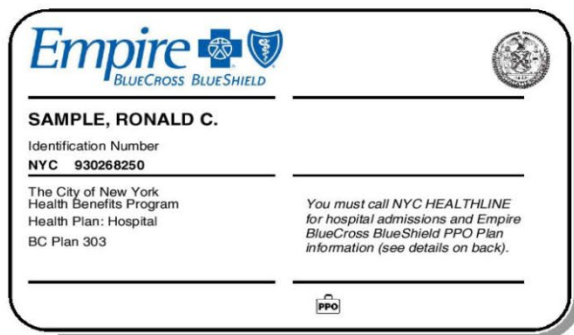 Empire
BLUECROSS BLUESHIELD
SAMPLE, RONALD C.
Identification Number
NYC 930268250
The City of New York
Health Benefits Program
Health Plan: Hospital
BC Plan 303
You must call NYC HEALTHLINE
for hospital admissions and Empire
BlueCross BlueShield PPO Plan
information (see details on back).
PPO